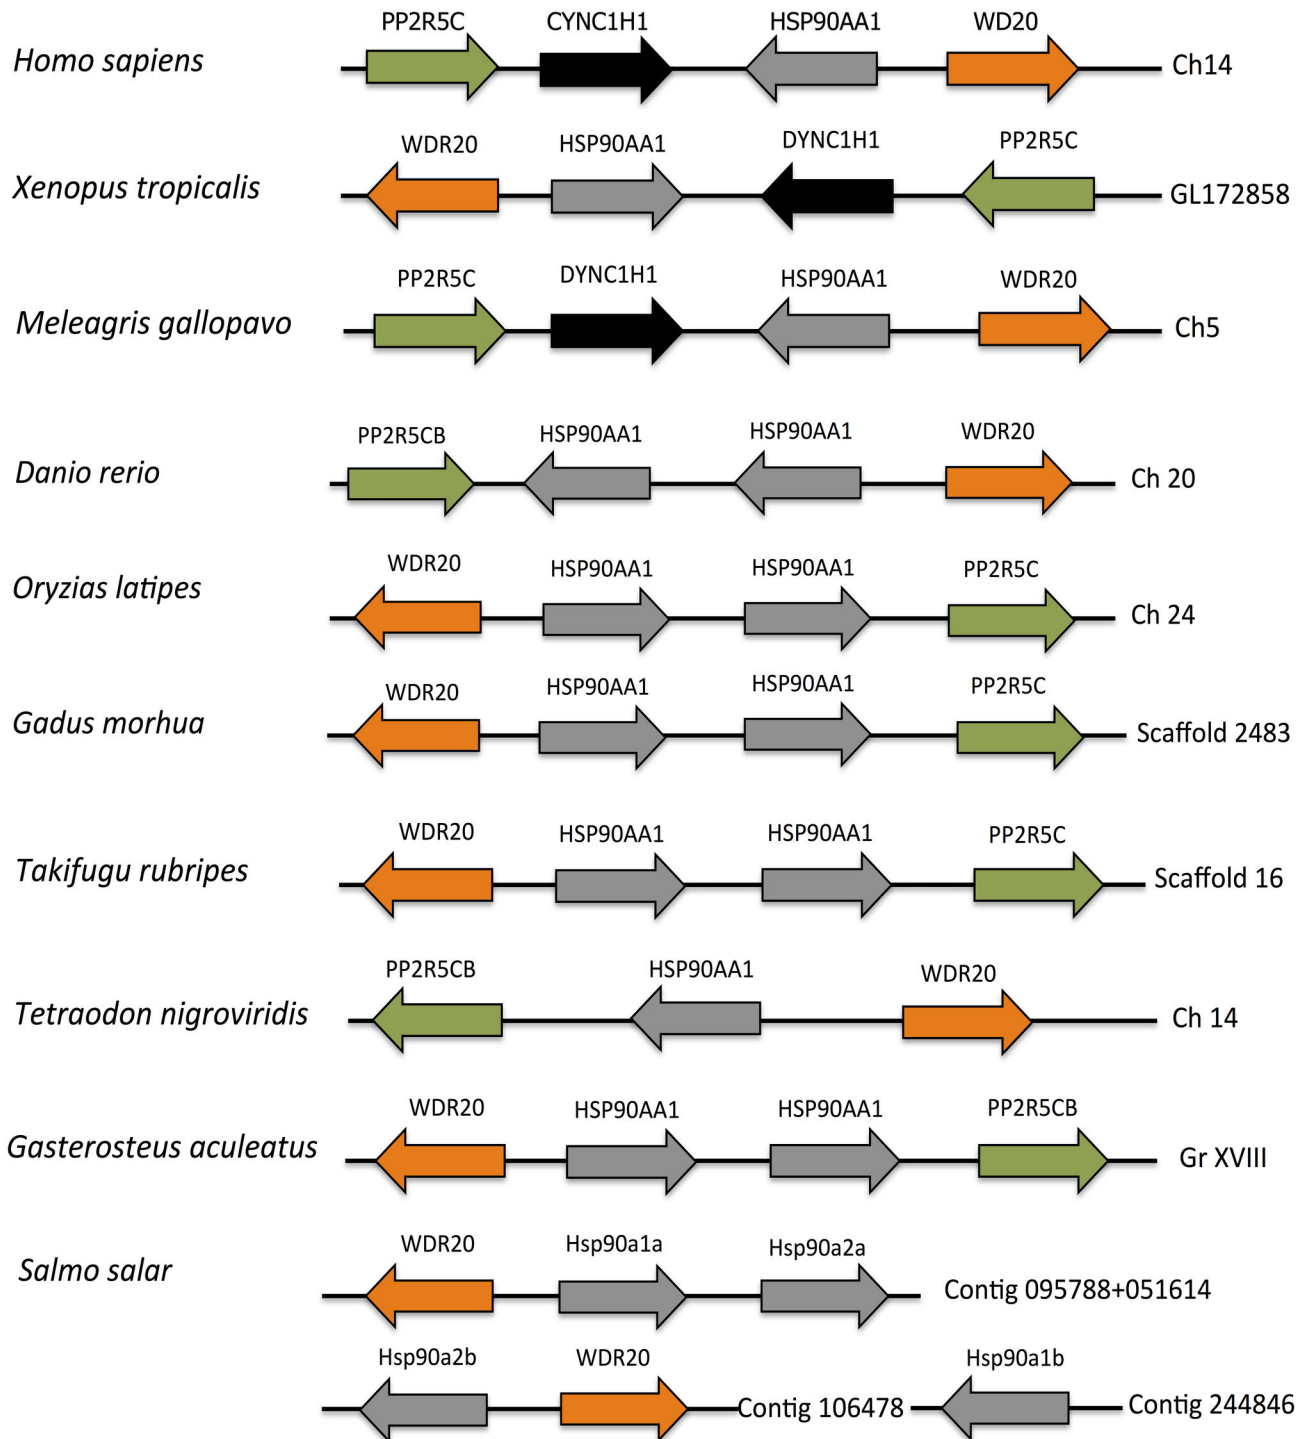 PP2R5C CYNC1H1 HSP90AA1 WD20
Homo sapiens Ch14
WDR20 HSP90AA1 DYNC1H1 PP2R5C
Xenopus tropicalis GL172858
PP2R5C DYNC1H1 HSP90AA1 WDR20
Meleagris gallopavo Ch5
PP2R5CB HSP90AA1 HSP90AA1 WDR20
Danio rerio Ch 20
WDR20 HSP90AA1 HSP90AA1 PP2R5C
Oryzias latipes Ch 24
WDR20 HSP90AA1 HSP90AA1 PP2R5C
Gadus morhua Scaffold 2483
WDR20 HSP90AA1 HSP90AA1 PP2R5C
Takifugu rubripes Scaffold 16
PP2R5CB HSP90AA1 WDR20
Tetraodon nigroviridis Ch 14
WDR20 HSP90AA1 HSP90AA1 PP2R5CB
Gasterosteus aculeatus Gr XVIII
WDR20 Hsp90a1a Hsp90a2a
Salmo salar Contig 095788+051614
Hsp90a2b WDR20 Hsp90a1b
Contig 106478 Contig 244846